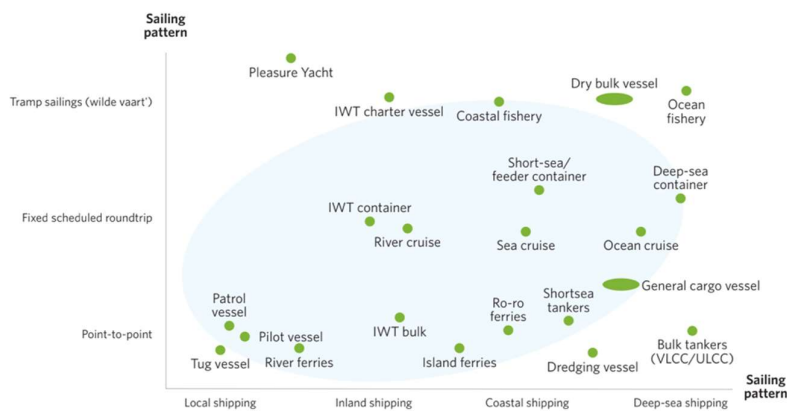 Sailing
pattern
Pleasure Yacht
Tramp sailings (wilde vaart')
IWT charter vessel
Coastal fishery
Dry bulk vessel
Ocean
fishery
Short-sea/
feeder container
Deep-sea
container
Fixed scheduled roundtrip
IWT container
River cruise
Sea cruise
Ocean cruise
General cargo vessel
Point-to-point
Patrol
vessel
Pilot vessel
Tug vessel
River ferries
IWT bulk
Island ferries
Ro-ro
ferries
Shortsea
tankers
Dredging vessel
Bulk tankers
(VLCC/ULCC)
Sailing
pattern
Local shipping
Inland shipping
Coastal shipping
Deep-sea shipping